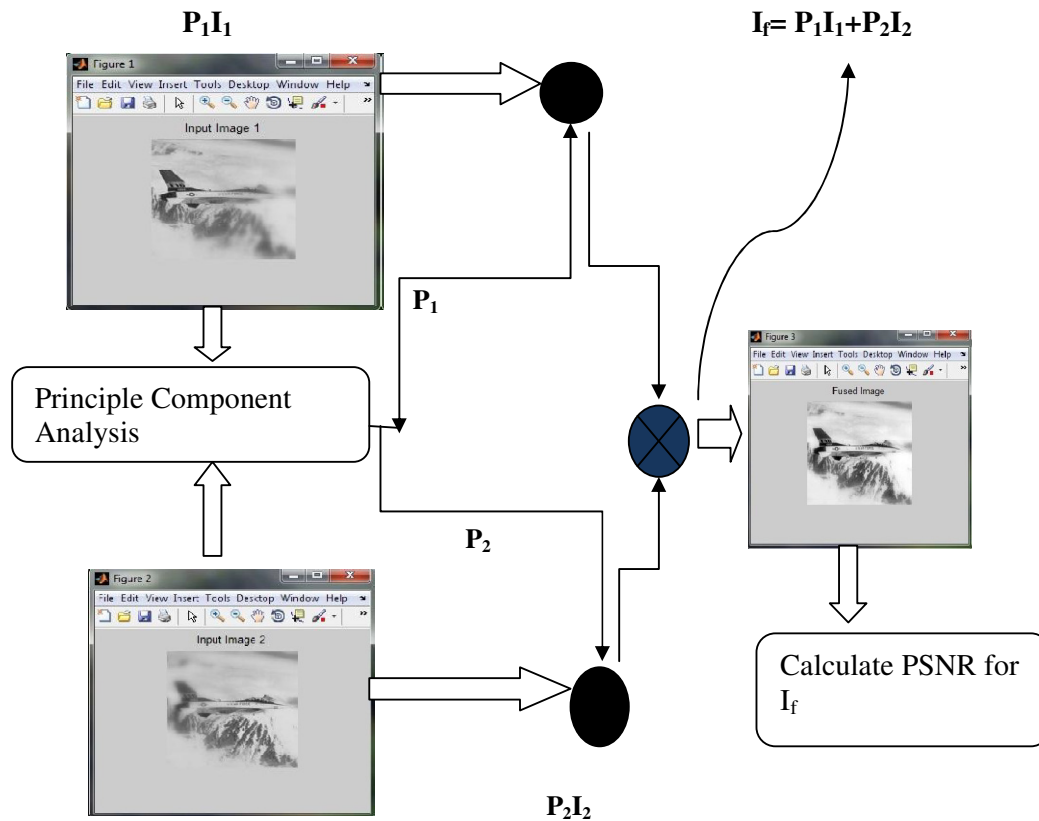 P₁I₁
I_f= P₁I₁+P₂I₂
Figure 1
File Edit View Insert Tools Desktop Window Help
Input Image 1
P₁
Figure 3
File Edit View Insert Tools Desktop Window Help
Fused Image
Principle Component
Analysis
P₂
Figure 2
File Edit View Insert Tools Desktop Window Help
Input Image 2
Calculate PSNR for
I_f
P₂I₂